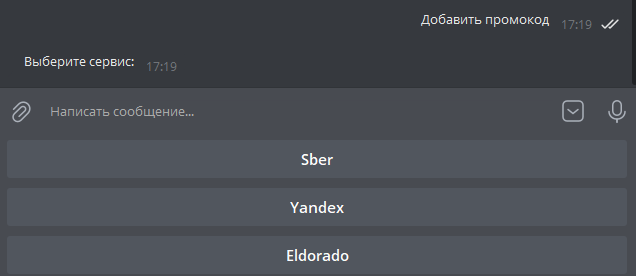 Добавить промокод 17:19
Выберите сервис: 17:19
Написать сообщение...
Sber
Yandex
Eldorado